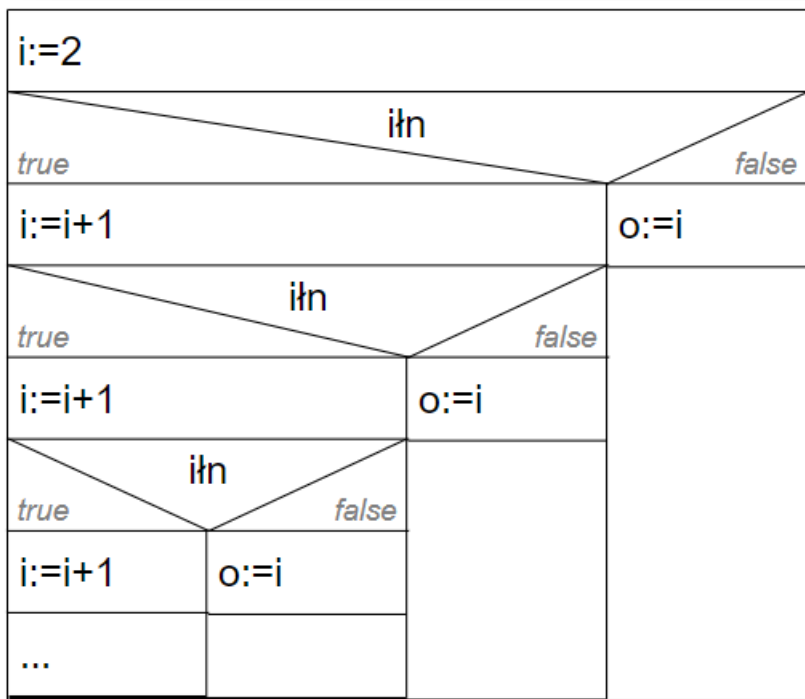 i:=2
iłn
true false
i:=i+1 o:=i
iłn
true false
i:=i+1 o:=i
iłn
true false
i:=i+1 o:=i
...